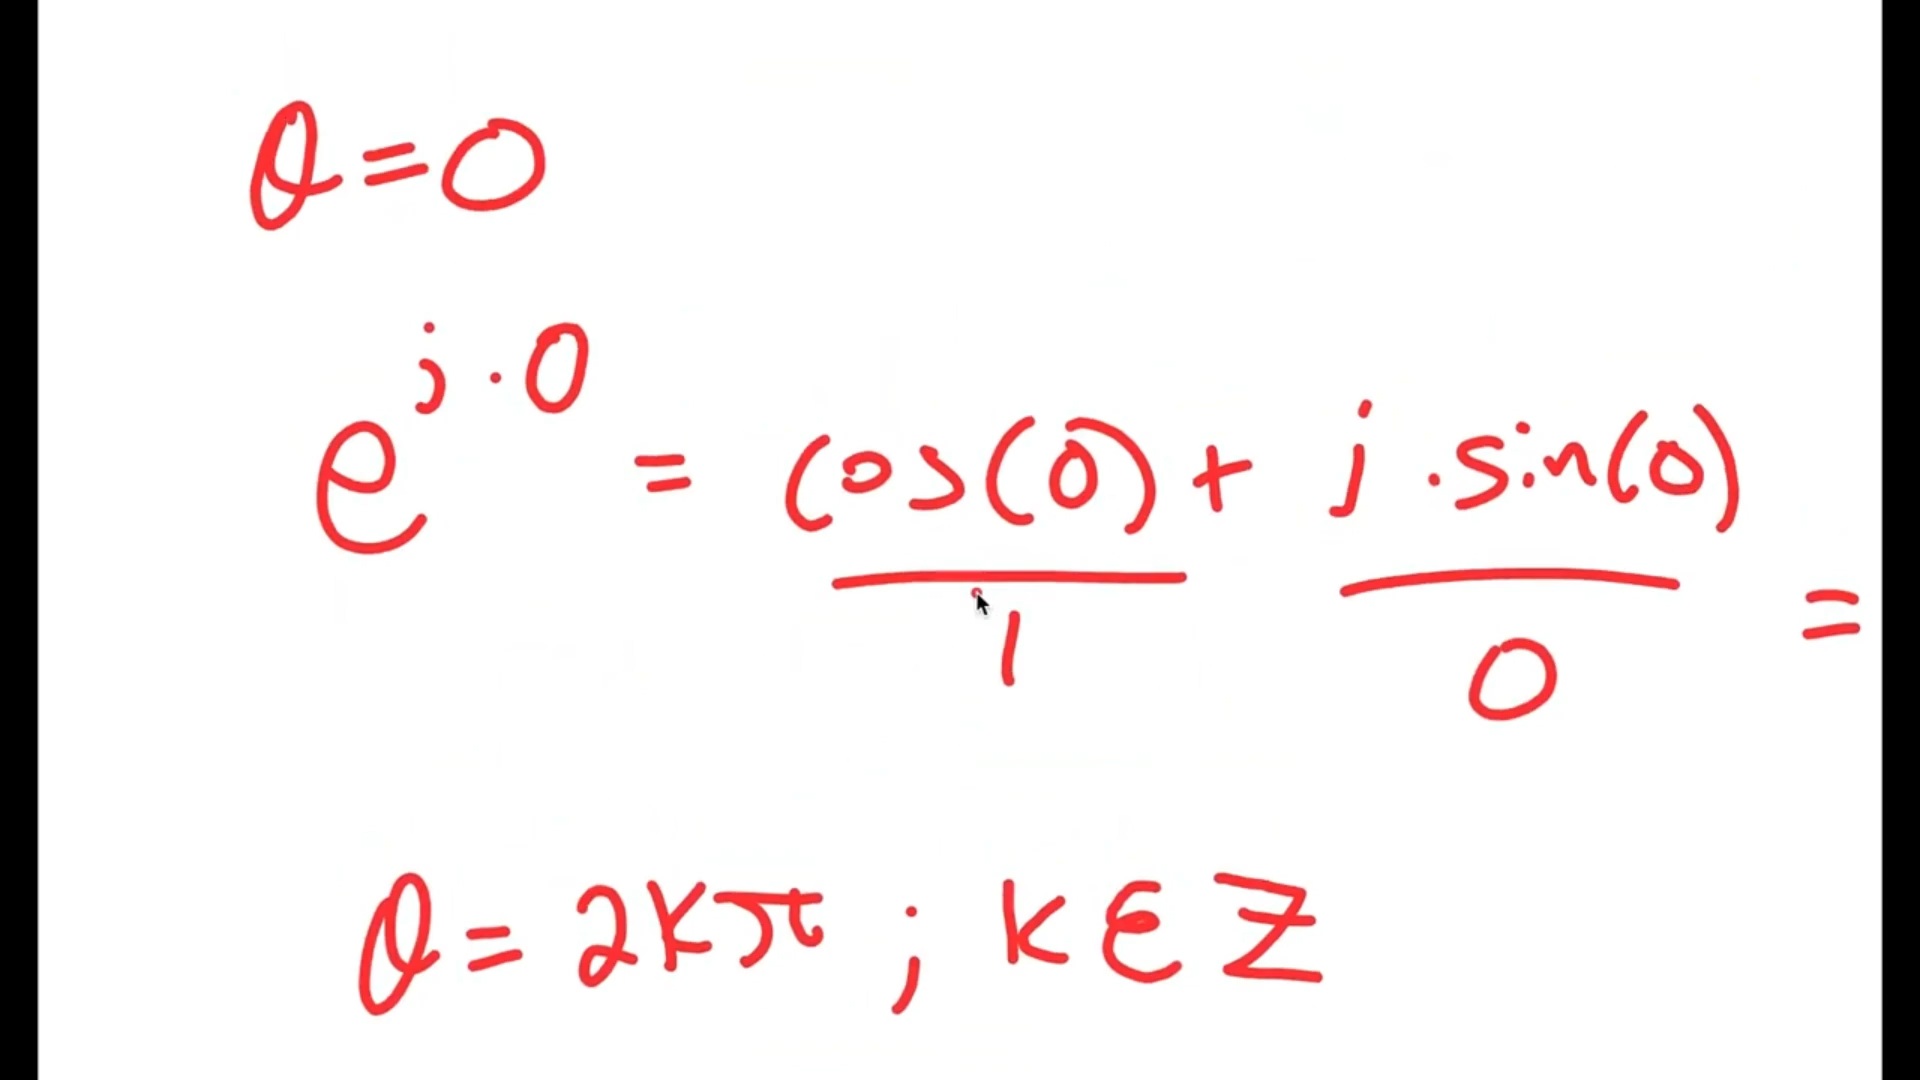 θ=0
e^{j·0} = cos(0) + j·sin(0)
1 0 =
θ = 2kπ ; k∈Z